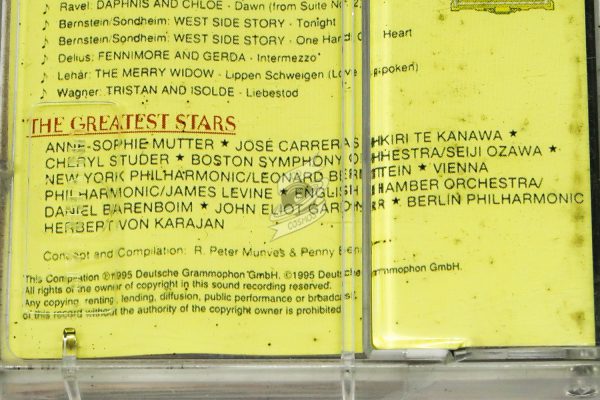 ♪ Ravel: DAPHNIS AND CHLOE - Dawn (from Suite No. 2)
♪ Bernstein/Sondheim: WEST SIDE STORY - Tonight
♪ Bernstein/Sondheim: WEST SIDE STORY - One Hand Heart
♪ Delius: FENNIMORE AND GERDA - Intermezzo
♪ Lehár: THE MERRY WIDOW - Lippen Schweigen (Love poken)
♪ Wagner: TRISTAN AND ISOLDE - Liebestod
THE GREATEST STARS
ANNE-SOPHIE MUTTER ★ JOSÉ CARRERAS KIRI TE KANAWA ★
CHERYL STUDER ★ BOSTON SYMPHONY O HESTRA/SEIJI OZAWA ★
NEW YORK PHILHARMONIC/LEONARD BERN TEIN ★ VIENNA
PHILHARMONIC/JAMES LEVINE ★ ENGLISH HAMBER ORCHESTRA/
DANIEL BARENBOIM ★ JOHN ELIOT GARDI R ★ BERLIN PHILHARMONIC
HERBERT VON KARAJAN
Concept and Compilation: R. Peter Munves & Penny
This Compilation ℗1995 Deutsche Grammophon GmbH, ©1995 Deutsche Grammophon GmbH.
All rights of the owner of copyright in this sound recording reserved.
Any copying, renting, lending, diffusion, public performance or broadcast
of this record without the authority of the copyright owner is prohibited